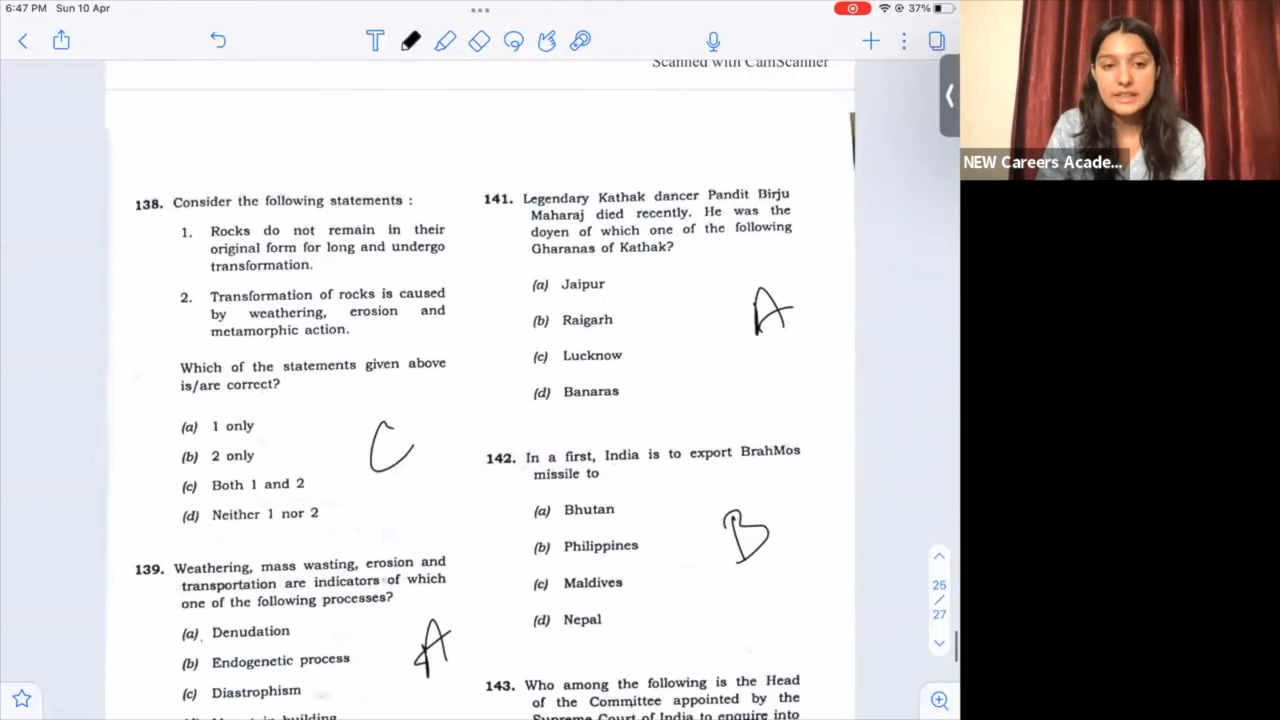 6:47 PM Sun 10 Apr
37%
Scanned with CamScanner
138. Consider the following statements :
1. Rocks do not remain in their
original form for long and undergo
transformation.
2. Transformation of rocks is caused
by weathering, erosion and
metamorphic action.
Which of the statements given above
is/are correct?
(a) 1 only
(b) 2 only
(c) Both 1 and 2
(d) Neither 1 nor 2
C
139. Weathering, mass wasting, erosion and
transportation are indicators of which
one of the following processes?
(a) Denudation
(b) Endogenetic process
(c) Diastrophism
A
141. Legendary Kathak dancer Pandit Birju
Maharaj died recently. He was the
doyen of which one of the following
Gharanas of Kathak?
(a) Jaipur
(b) Raigarh
(c) Lucknow
(d) Banaras
A
142. In a first, India is to export BrahMos
missile to
(a) Bhutan
(b) Philippines
(c) Maldives
(d) Nepal
B
143. Who among the following is the Head
of the Committee appointed by the
Supreme Court of India to enquire into
25
/
27
NEW Careers Acade...